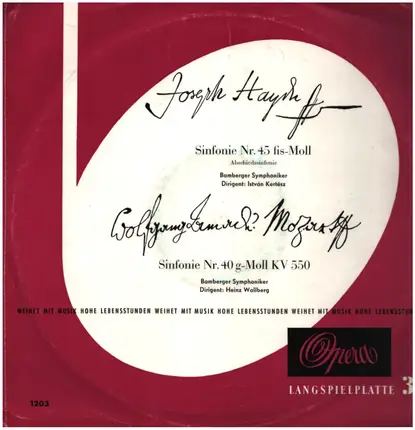 Joseph Haydn
Sinfonie Nr. 45 fis-Moll
Abschiedssinfonie
Bamberger Symphoniker
Dirigent: István Kertész
Wolfgang Amadé Mozart
Sinfonie Nr. 40 g-Moll KV 550
Bamberger Symphoniker
Dirigent: Heinz Wallberg
WEIHET MIT MUSIK HOHE LEBENSSTUNDEN WEIHET MIT MUSIK HOHE LEBENSSTUNDEN WEIHET MIT MUSIK HOHE LEBENSSTUN
Opera
LANGSPIELPLATTE 3
1203